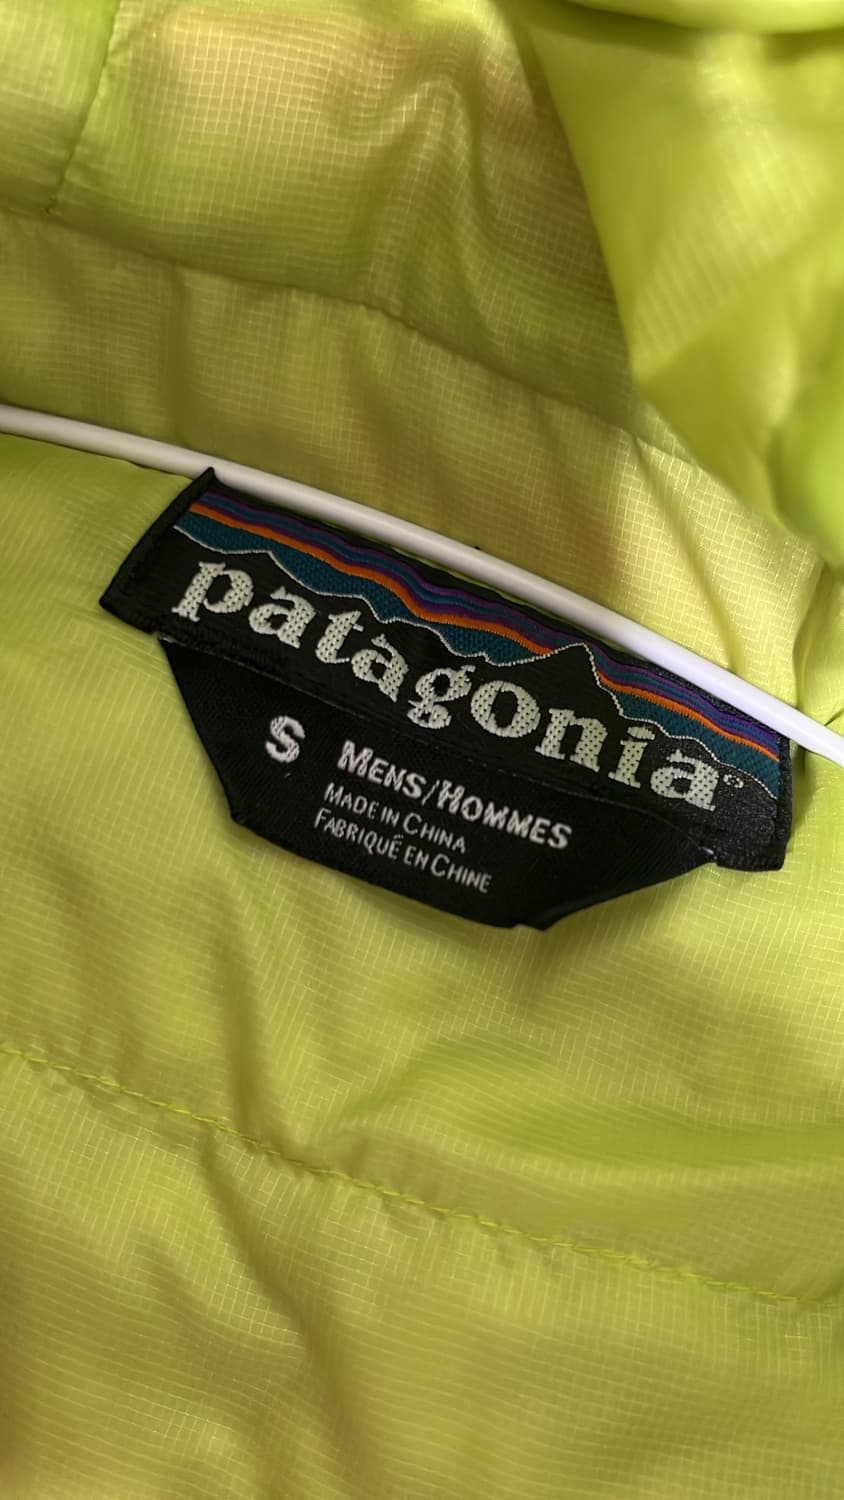 patagonia®
S MENS/HOMMES
MADE IN CHINA
FABRIQUÉ EN CHINE